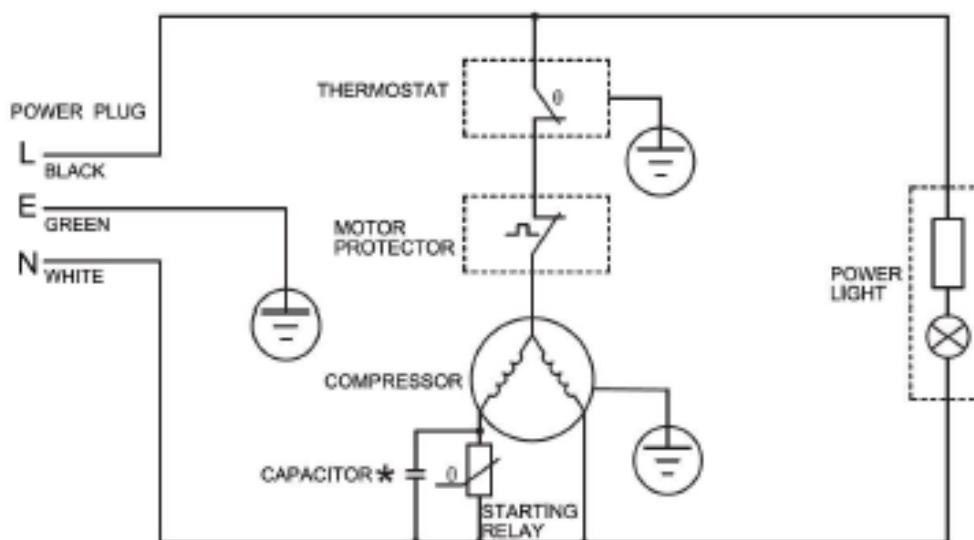 THERMOSTAT
θ
POWER PLUG
L
BLACK
E
GREEN
N
WHITE
MOTOR
PROTECTOR
POWER
LIGHT
COMPRESSOR
CAPACITOR *
θ
STARTING
RELAY